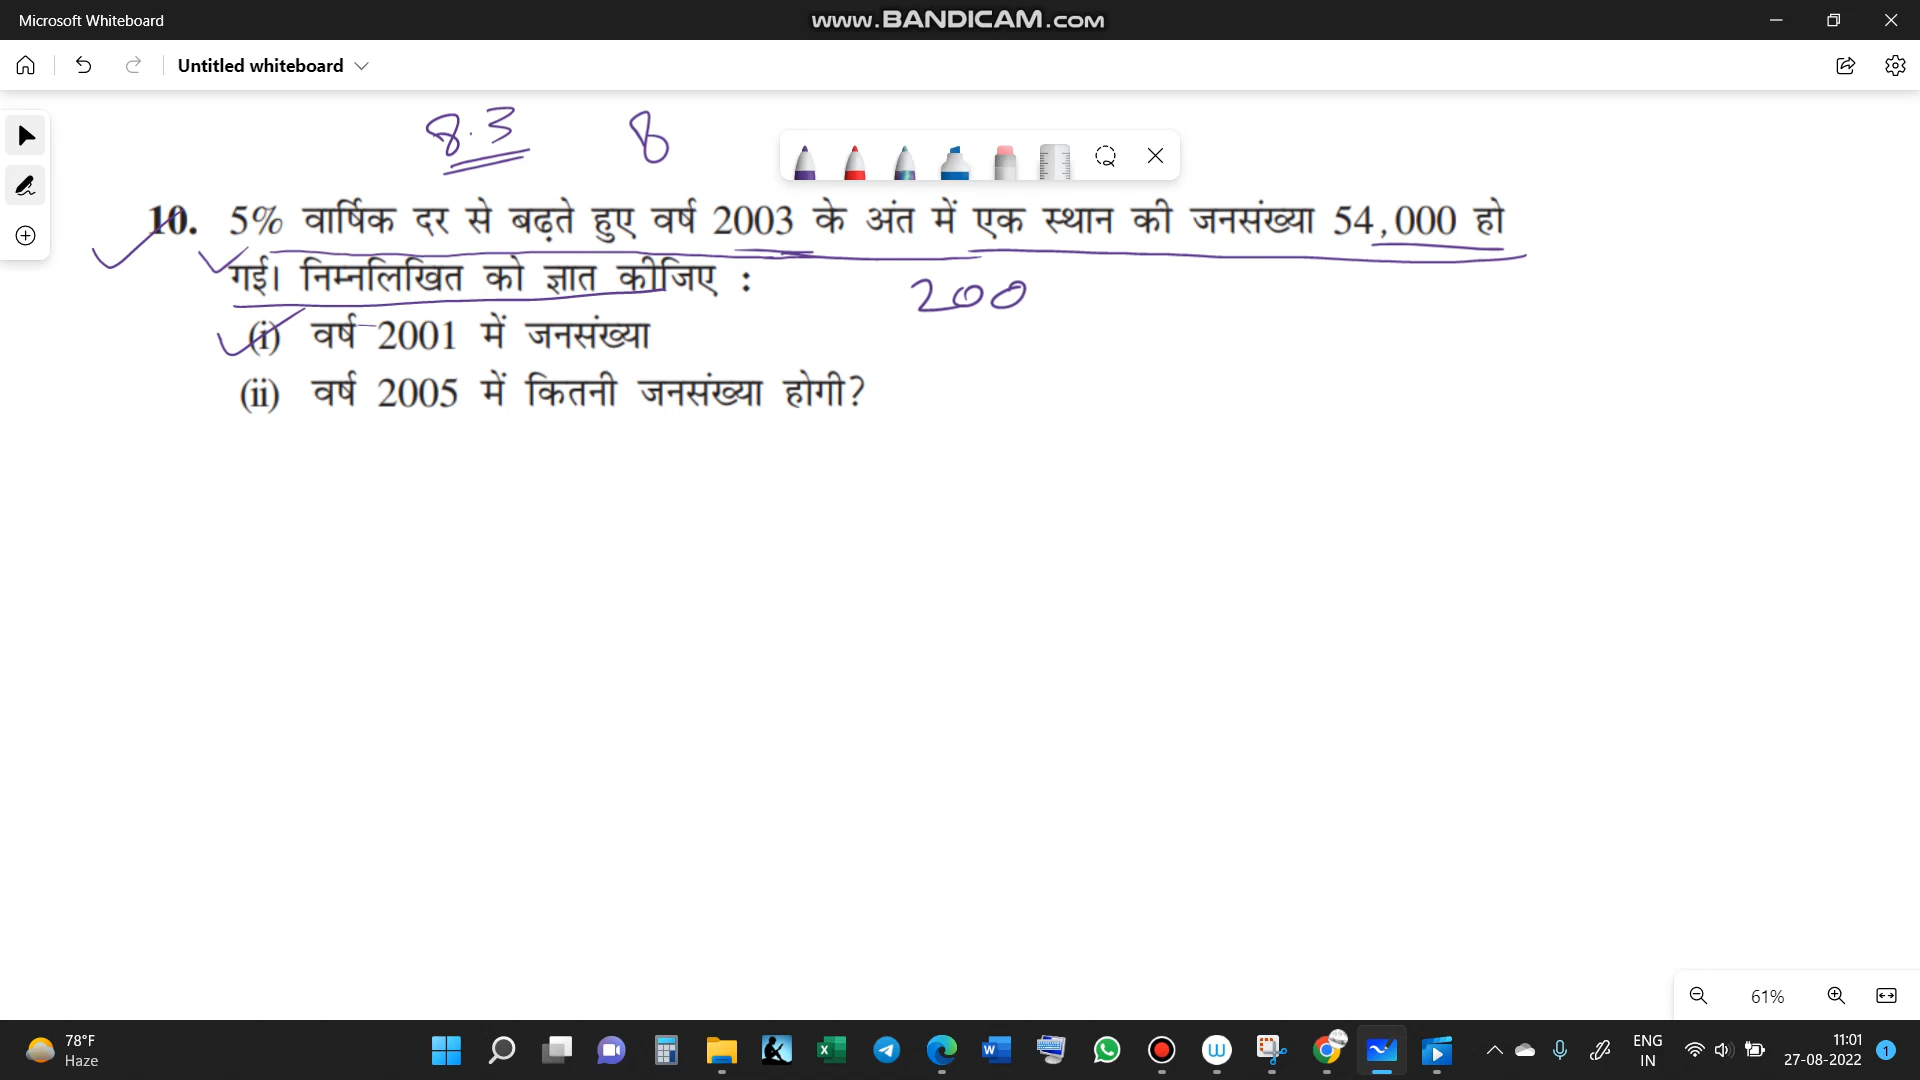 Microsoft Whiteboard
www.BANDICAM.COM
Untitled whiteboard
8.3 8
10. 5% वार्षिक दर से बढ़ते हुए वर्ष 2003 के अंत में एक स्थान की जनसंख्या 54,000 हो
गई। निम्नलिखित को ज्ञात कीजिए :
200
(i) वर्ष 2001 में जनसंख्या
(ii) वर्ष 2005 में कितनी जनसंख्या होगी?
61%
78°F
Haze
ENG
IN
11:01
27-08-2022
1